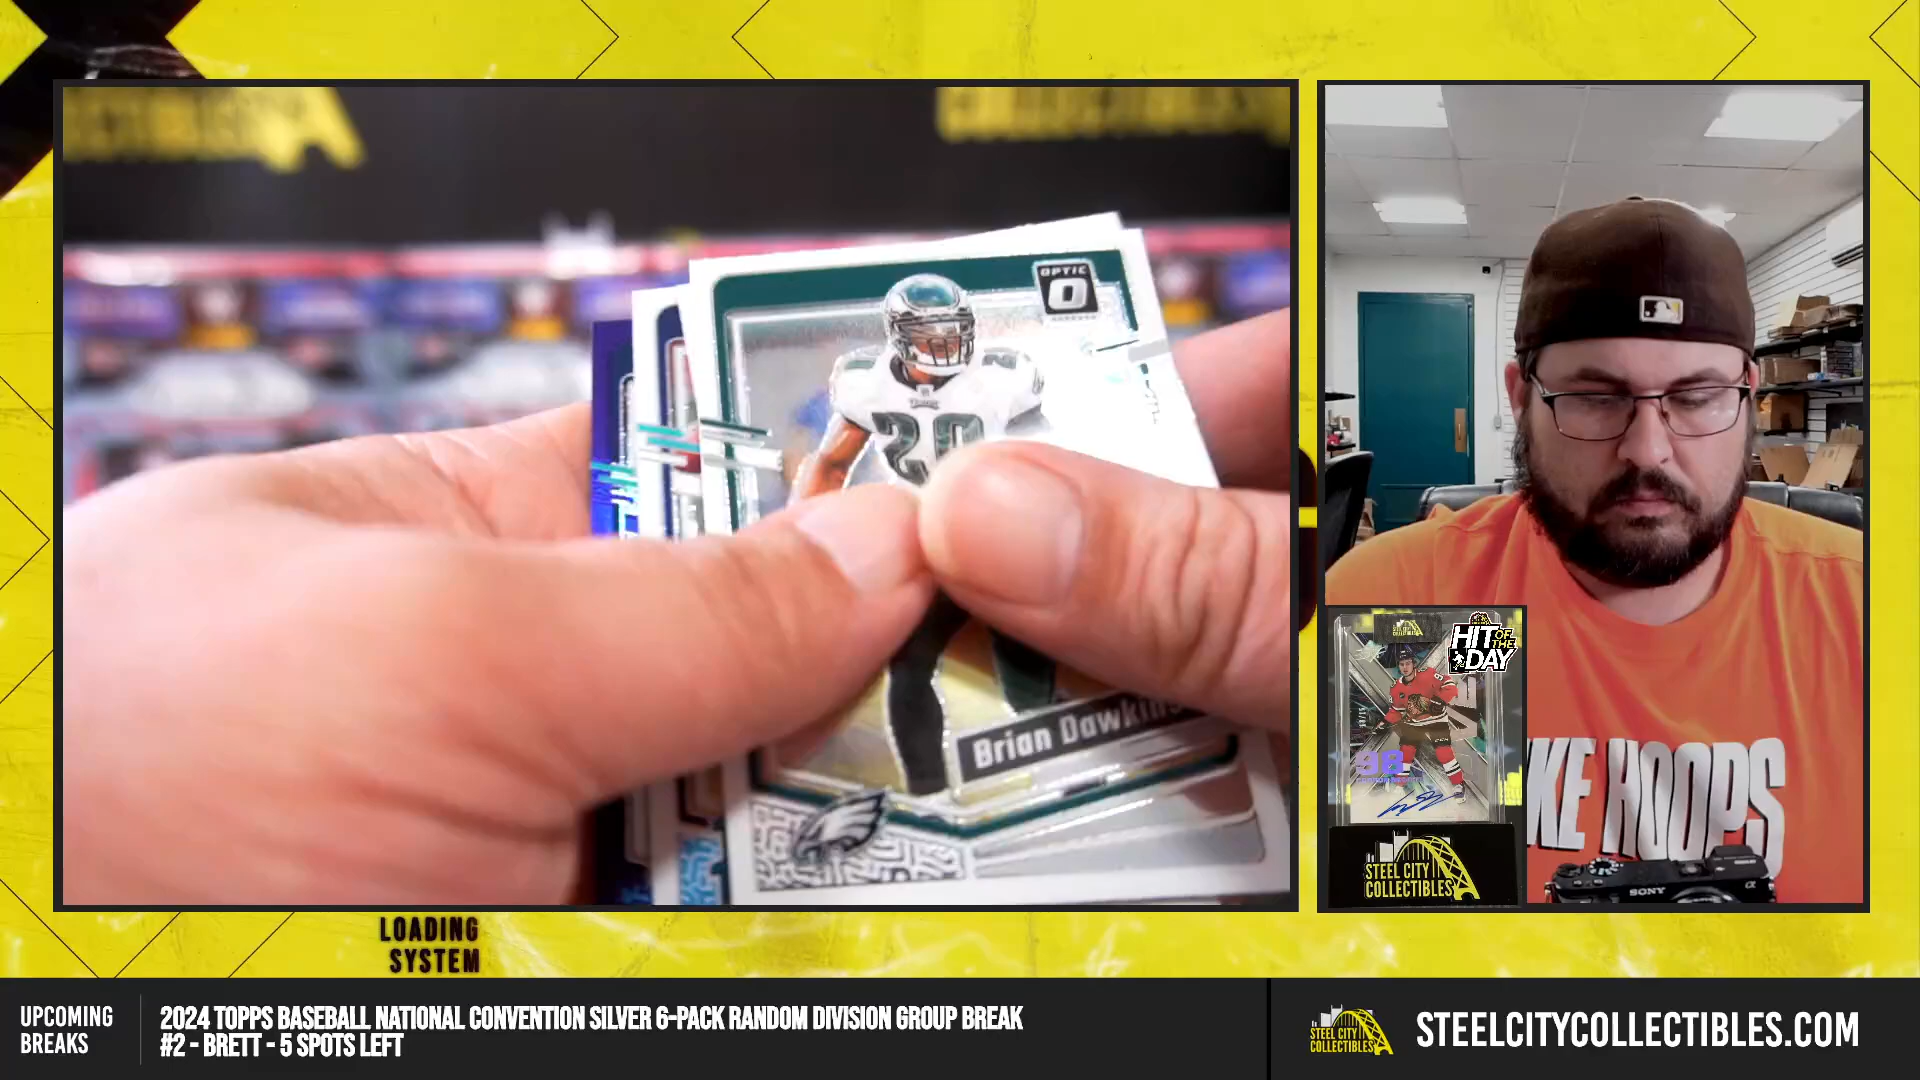 OPTIC
O
20
Brian Dawkins
HIT OF THE DAY
98
STEEL CITY
COLLECTIBLES
KE HOOPS
SONY
α
LOADING
SYSTEM
UPCOMING
BREAKS
2024 TOPPS BASEBALL NATIONAL CONVENTION SILVER 6-PACK RANDOM DIVISION GROUP BREAK
#2 - BRETT - 5 SPOTS LEFT
STEEL CITY
COLLECTIBLES
STEELCITYCOLLECTIBLES.COM